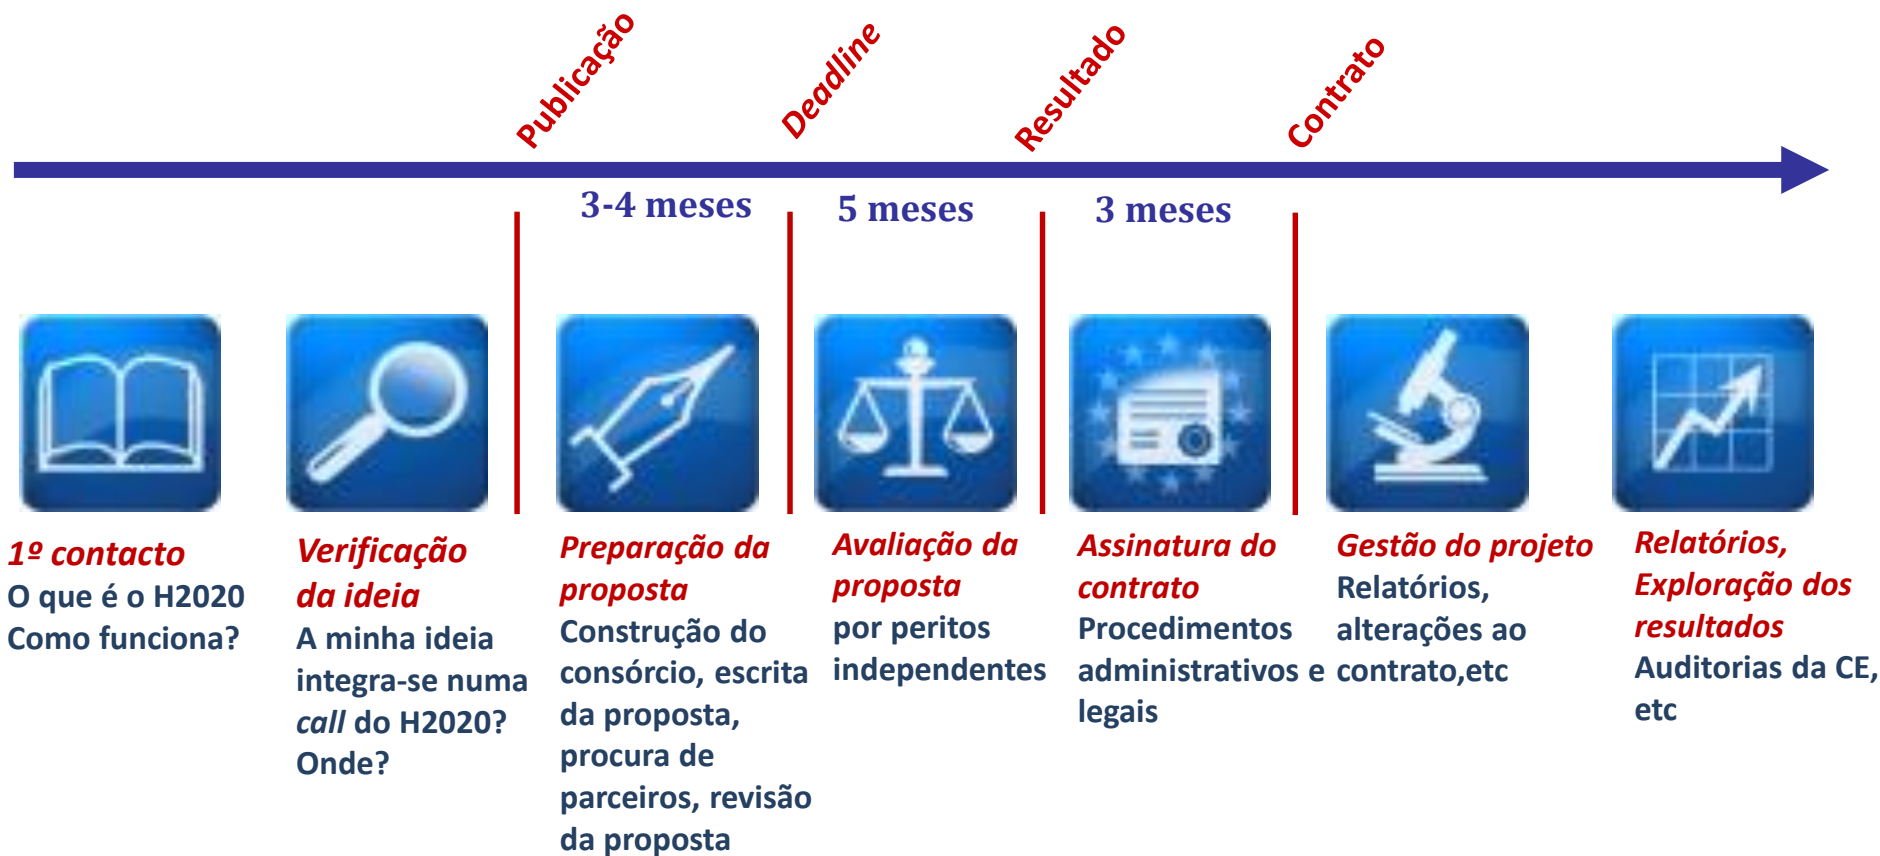 Publicação
Deadline
Resultado
Contrato
3-4 meses
5 meses
3 meses
1º contacto
O que é o H2020
Como funciona?
Verificação
da ideia
A minha ideia
integra-se numa
call do H2020?
Onde?
Preparação da
proposta
Construção do
consórcio, escrita
da proposta,
procura de
parceiros, revisão
da proposta
Avaliação da
proposta
por peritos
independentes
Assinatura do
contrato
Procedimentos
administrativos e
legais
Gestão do projeto
Relatórios,
alterações ao
contrato,etc
Relatórios,
Exploração dos
resultados
Auditorias da CE,
etc